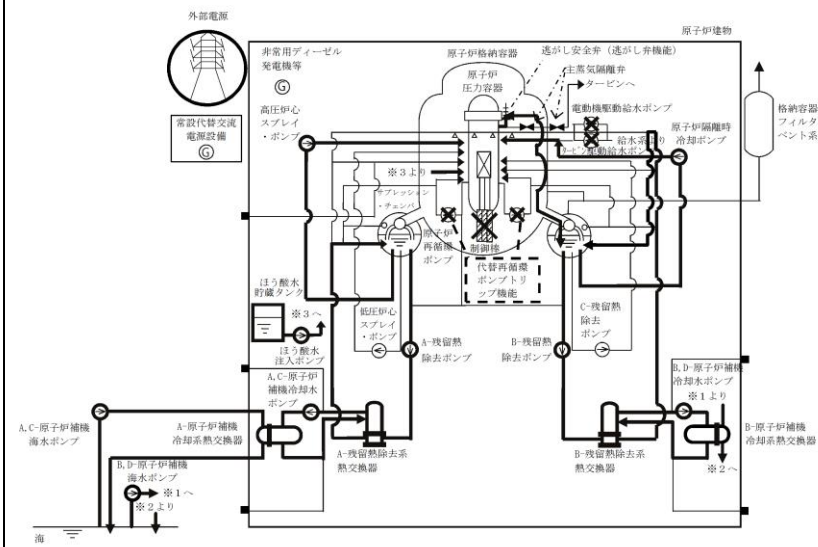 外部電源
原子炉建物
非常用ディーゼル
発電機等
G
常設代替交流
電源設備
G
高圧炉心
スプレイ
・ポンプ
原子炉格納容器
原子炉
圧力容器
逃がし安全弁（逃がし弁機能）
主蒸気隔離弁
タービンへ
電動機駆動給水ポンプ
給水系より
タービン駆動給水ポンプ
原子炉隔離時
冷却ポンプ
格納容器
フィルタ
ベント系
※3より
サプレッション
・チェンバ
原子炉
再循環
ポンプ
制御棒
代替再循環
ポンプトリ
ップ機能
ほう酸水
貯蔵タンク
※3へ
ほう酸水
注入ポンプ
低圧炉心
スプレイ
・ポンプ
A-残留熱
除去ポンプ
B-残留熱
除去ポンプ
C-残留熱
除去
ポンプ
A,C-原子炉
補機冷却水
ポンプ
B,D-原子炉補機
冷却水ポンプ
※1より
※2へ
A,C-原子炉補機
海水ポンプ
A-原子炉補機
冷却系熱交換器
A-残留熱除去系
熱交換器
B-残留熱除去系
熱交換器
B-原子炉補機
冷却系熱交換器
B,D-原子炉補機
海水ポンプ
※1へ
※2より
海